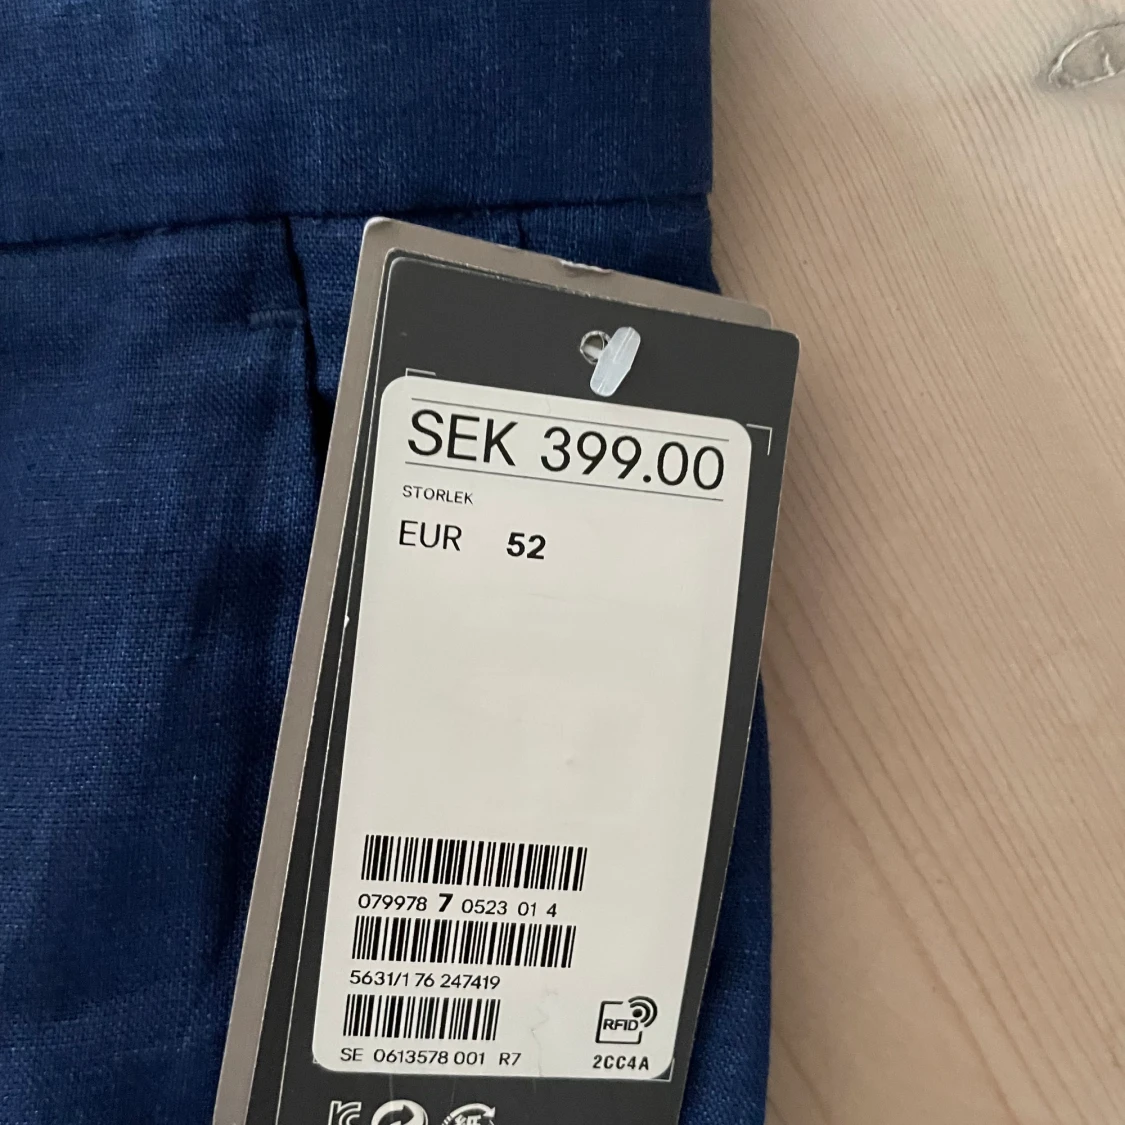 SEK 399.00
STORLEK
EUR 52
079978 7 0523 01 4
5631/1 76 247419
SE 0613578 001 R7
RFID
2CC4A